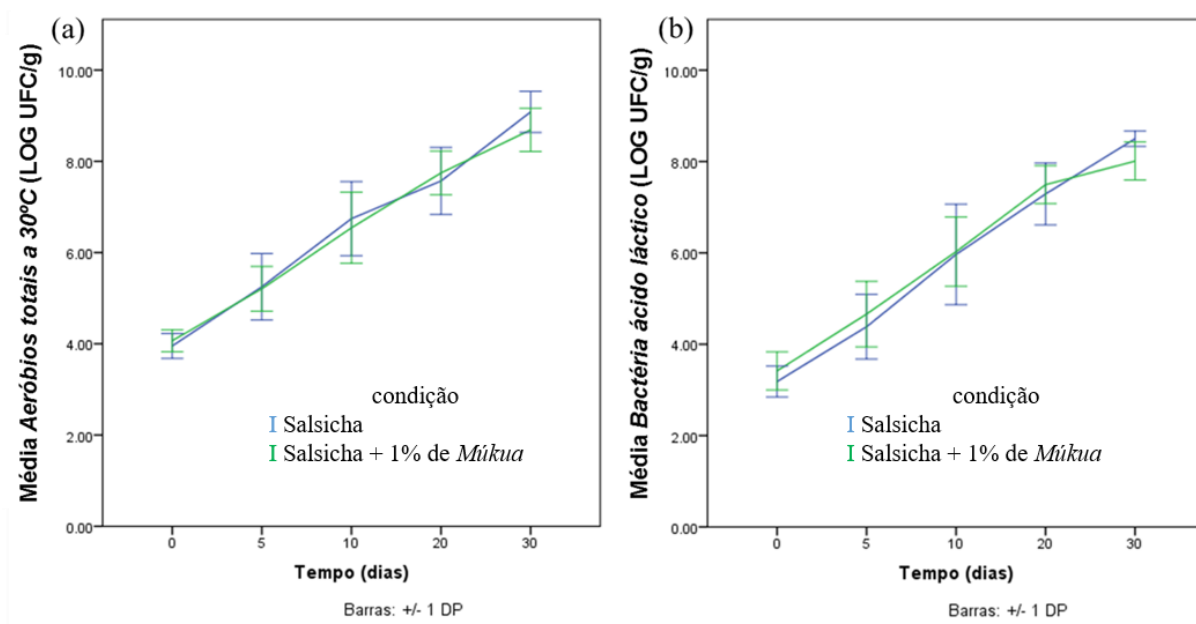 (a)
Média Aeróbios totais a 30ºC (LOG UFC/g)
10.00
8.00
6.00
4.00
2.00
0.00
condição
I Salsicha
I Salsicha + 1% de Múkua
0 5 10 20 30
Tempo (dias)
Barras: +/- 1 DP
(b)
Média Bactéria ácido láctico (LOG UFC/g)
10.00
8.00
6.00
4.00
2.00
0.00
condição
I Salsicha
I Salsicha + 1% de Múkua
0 5 10 20 30
Tempo (dias)
Barras: +/- 1 DP